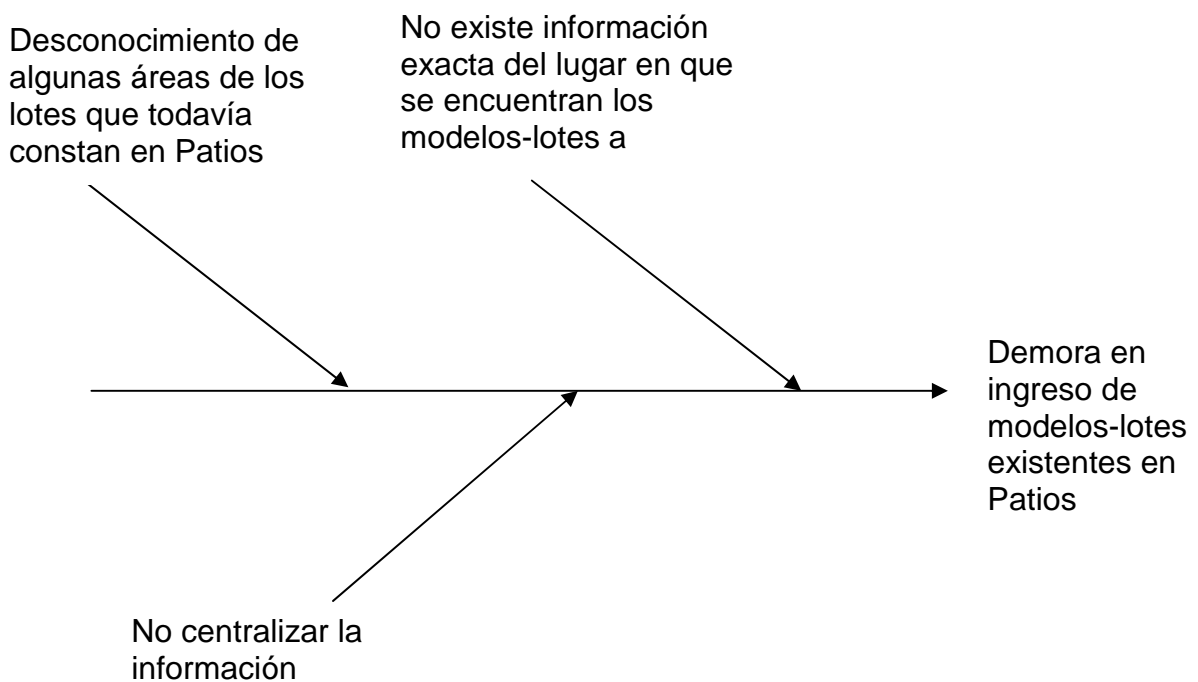 Desconocimiento de
algunas áreas de los
lotes que todavía
constan en Patios
No existe información
exacta del lugar en que
se encuentran los
modelos-lotes a
Demora en
ingreso de
modelos-lotes
existentes en
Patios
No centralizar la
información